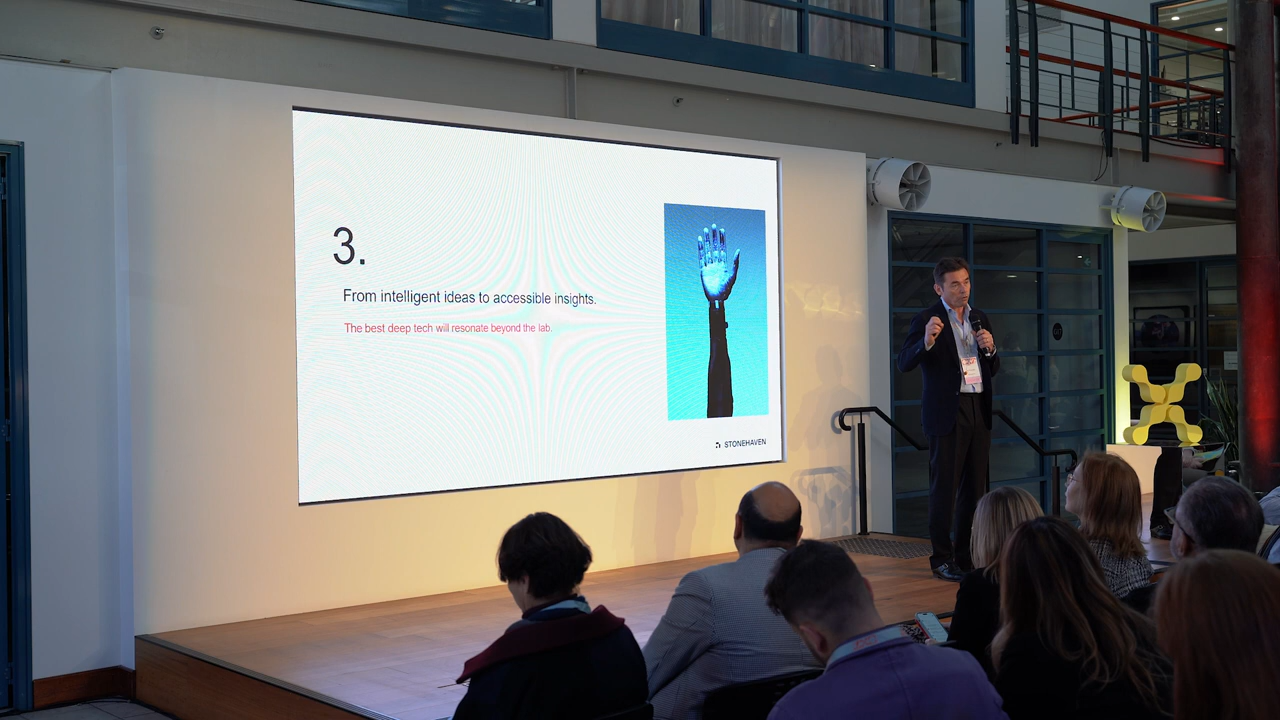 3.
From intelligent ideas to accessible insights.
The best deep tech will resonate beyond the lab.
STONEHAVEN